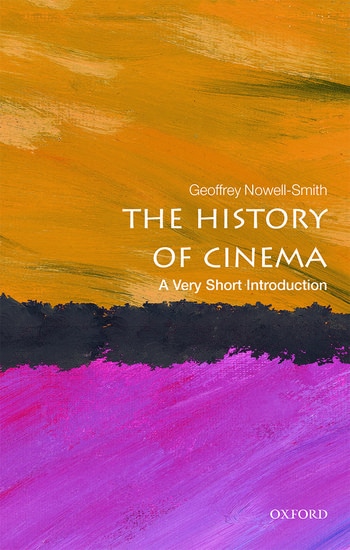 Geoffrey Nowell-Smith
THE HISTORY
OF CINEMA
A Very Short Introduction
OXFORD